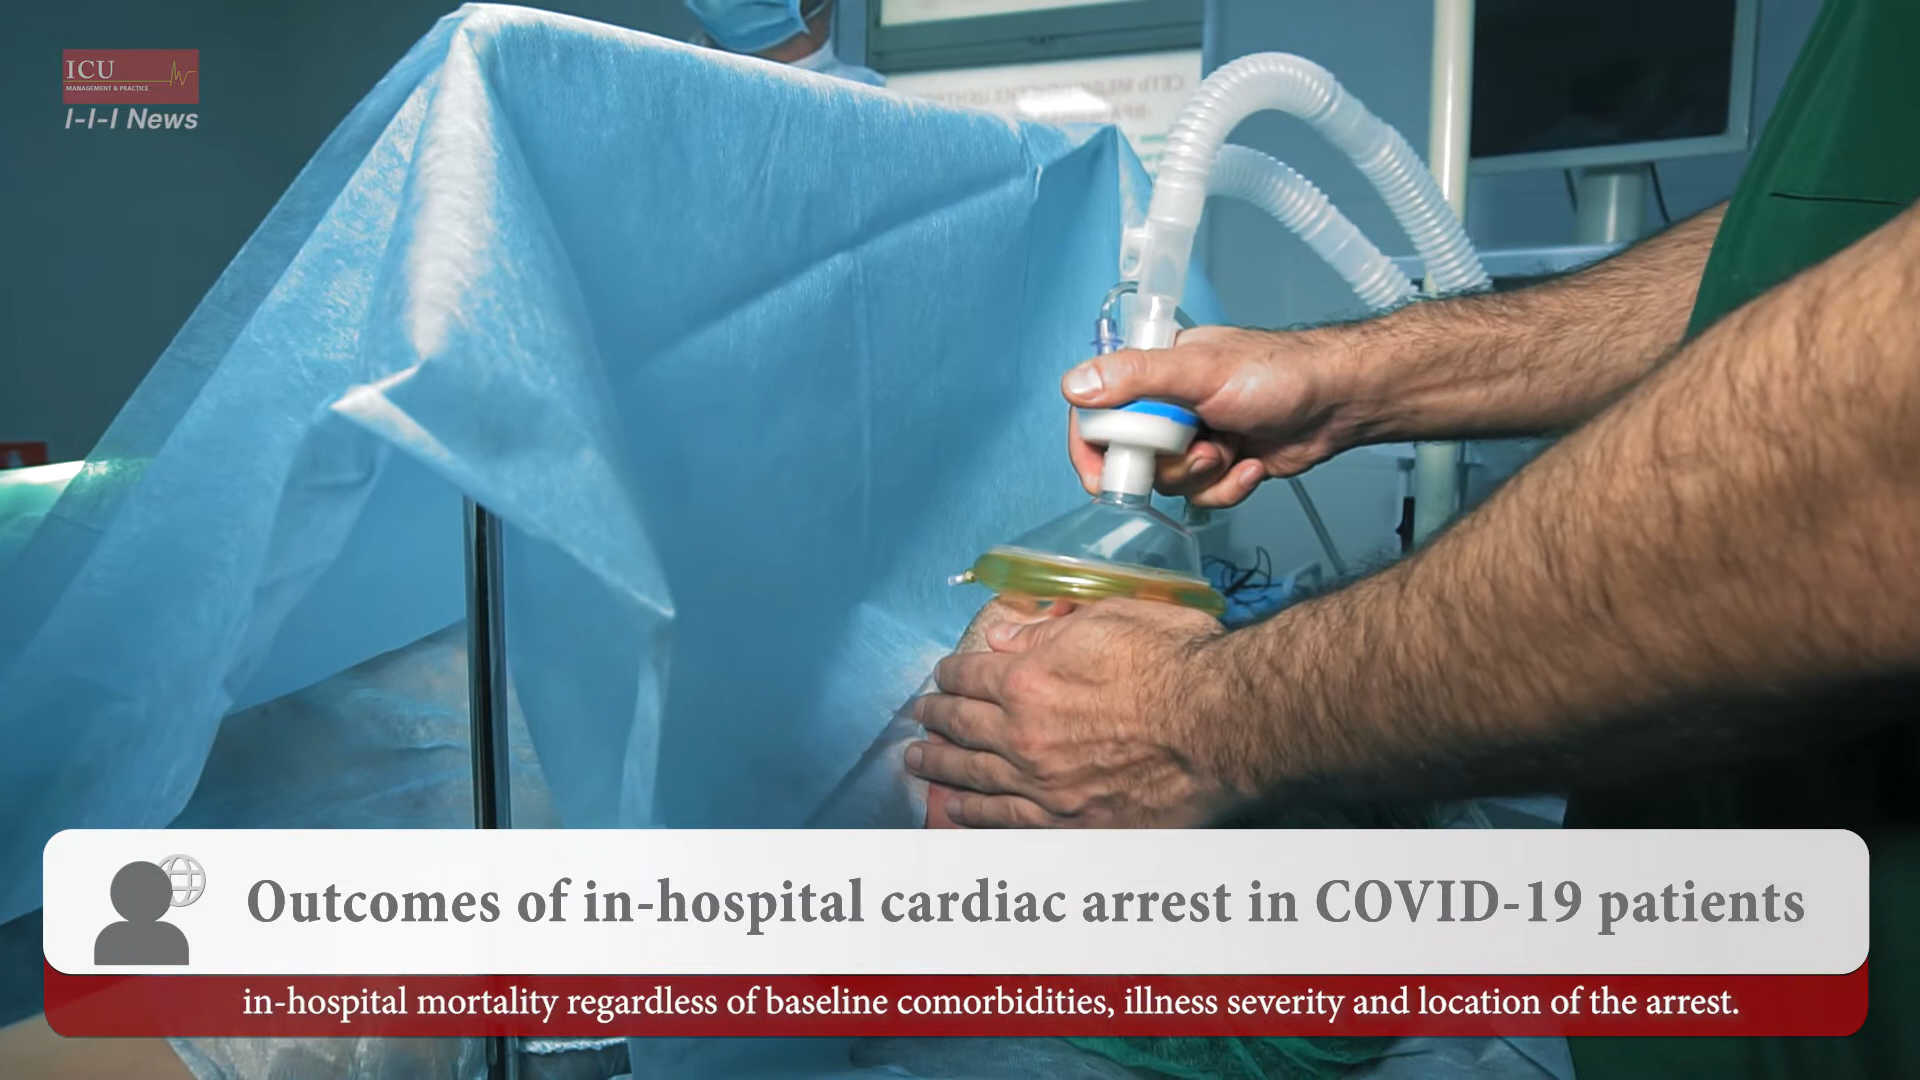 ICU
MANAGEMENT & PRACTICE
I-I-I News
Outcomes of in-hospital cardiac arrest in COVID-19 patients
in-hospital mortality regardless of baseline comorbidities, illness severity and location of the arrest.